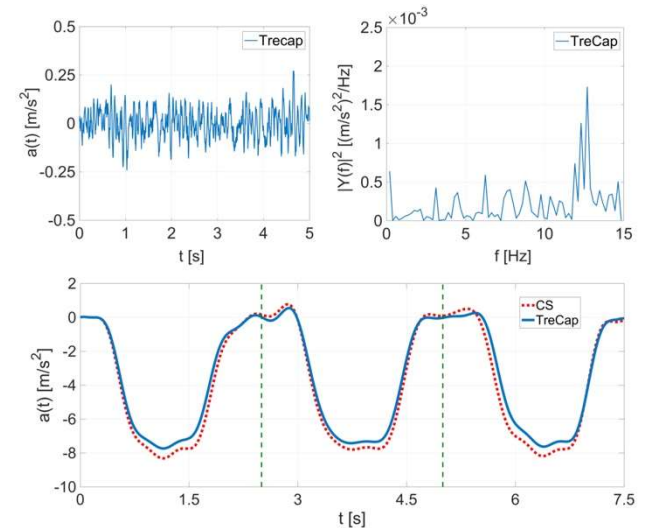 0.5
0.25
0
-0.25
-0.5
a(t) [m/s²]
Trecap
0 1 2 3 4 5
t [s]
×10⁻³
2.5
2
1.5
1
0.5
0
|Y(f)|² [(m/s²)²/Hz]
TreCap
0 5 10 15
f [Hz]
2
0
-2
-4
-6
-8
-10
a(t) [m/s²]
CS
TreCap
0 1.5 3 4.5 6 7.5
t [s]